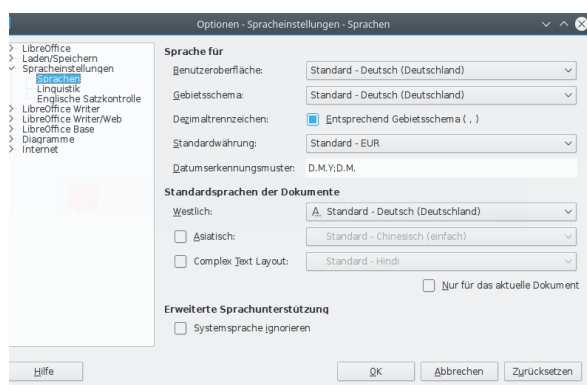 Optionen - Spracheinstellungen - Sprachen
LibreOffice
Laden/Speichern
Spracheinstellungen
Sprachen
Linguistik
Englische Satzkontrolle
LibreOffice Writer
LibreOffice Writer/Web
LibreOffice Base
Diagramme
Internet
Sprache für
Benutzeroberfläche: Standard - Deutsch (Deutschland)
Gebietsschema: Standard - Deutsch (Deutschland)
Dezimaltrennzeichen: Entsprechend Gebietsschema ( , )
Standardwährung: Standard - EUR
Datumserkennungsmuster: D.M.Y;D.M.
Standardsprachen der Dokumente
Westlich: A Standard - Deutsch (Deutschland)
Asiatisch: Standard - Chinesisch (einfach)
Complex Text Layout: Standard - Hindi
Nur für das aktuelle Dokument
Erweiterte Sprachunterstützung
Systemsprache ignorieren
Hilfe OK Abbrechen Zurücksetzen